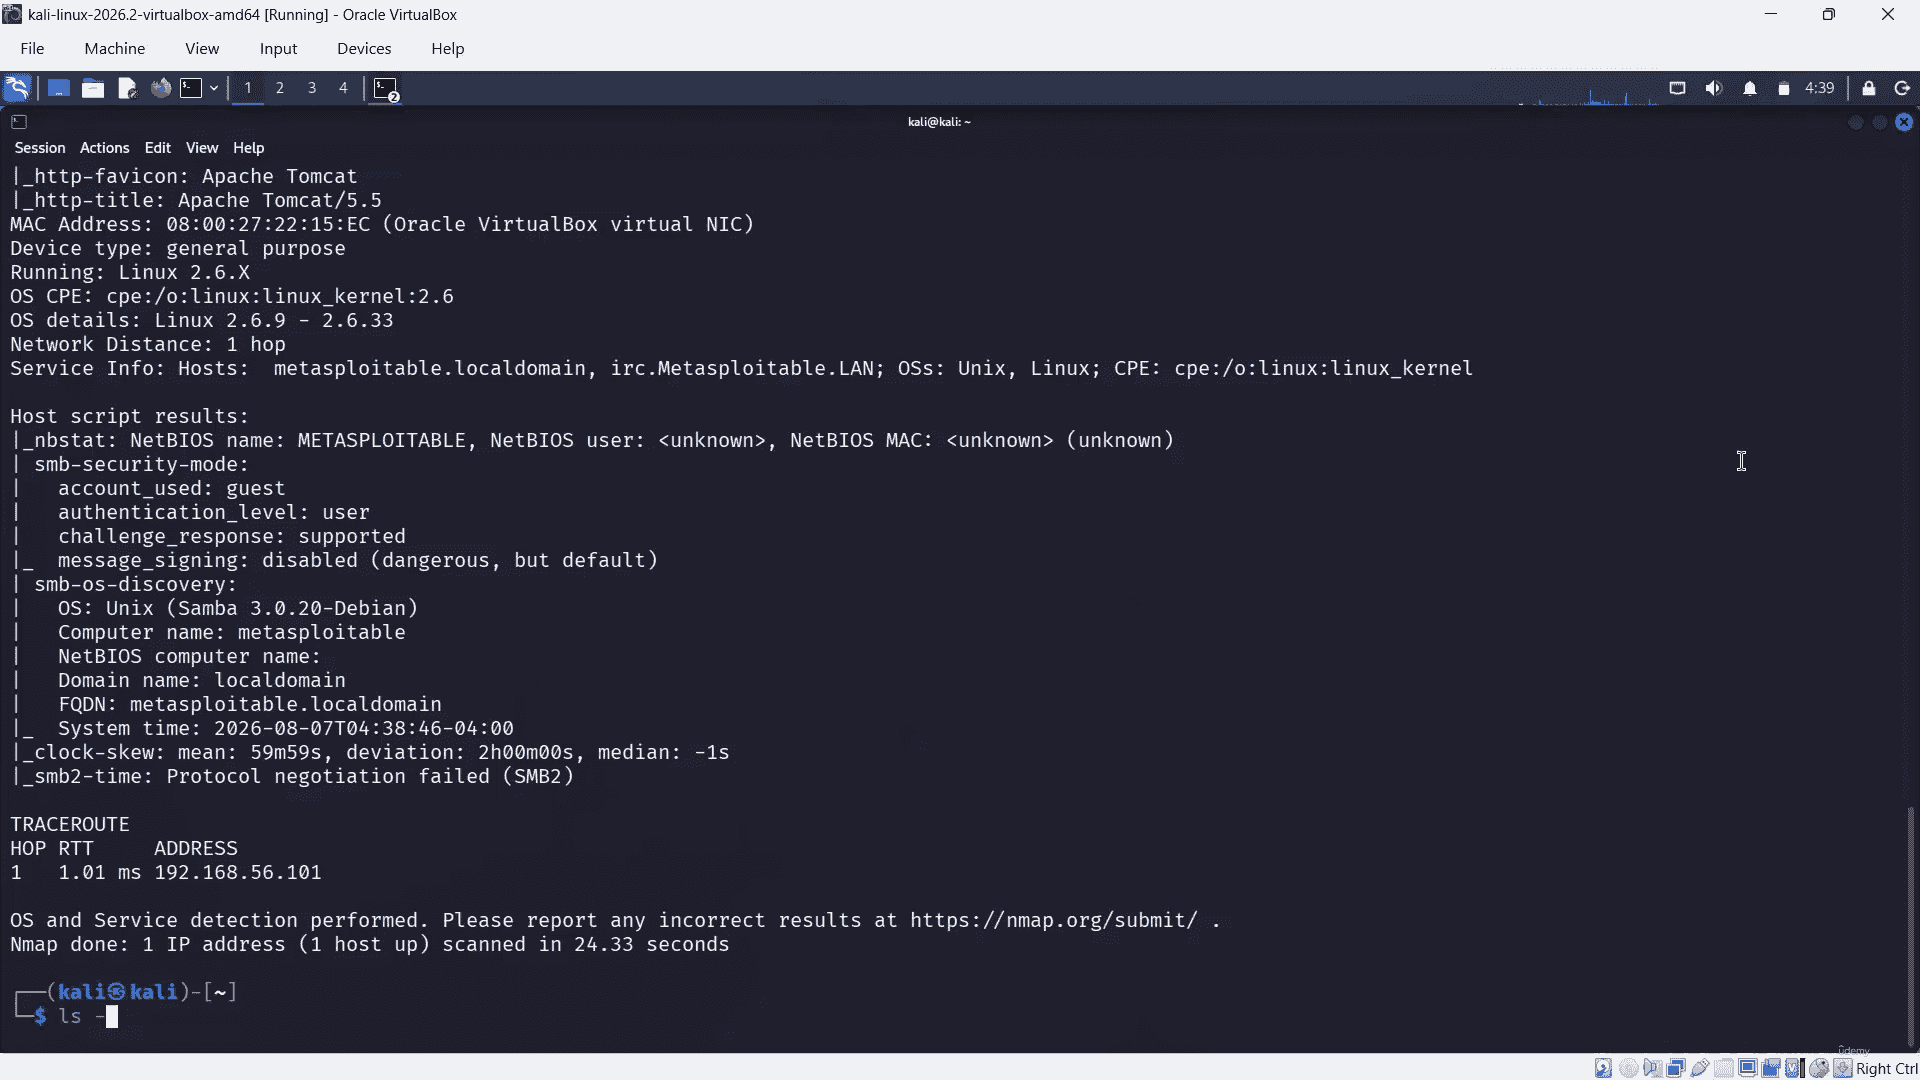 kali-linux-2026.2-virtualbox-amd64 [Running] - Oracle VirtualBox
File Machine View Input Devices Help
1 2 3 4 2 4:39
kali@kali: ~
Session Actions Edit View Help
|_http-favicon: Apache Tomcat
|_http-title: Apache Tomcat/5.5
MAC Address: 08:00:27:22:15:EC (Oracle VirtualBox virtual NIC)
Device type: general purpose
Running: Linux 2.6.X
OS CPE: cpe:/o:linux:linux_kernel:2.6
OS details: Linux 2.6.9 - 2.6.33
Network Distance: 1 hop
Service Info: Hosts:  metasploitable.localdomain, irc.Metasploitable.LAN; OSs: Unix, Linux; CPE: cpe:/o:linux:linux_kernel
Host script results:
|_nbstat: NetBIOS name: METASPLOITABLE, NetBIOS user: <unknown>, NetBIOS MAC: <unknown> (unknown)
| smb-security-mode:
|   account_used: guest
|   authentication_level: user
|   challenge_response: supported
|_  message_signing: disabled (dangerous, but default)
| smb-os-discovery:
|   OS: Unix (Samba 3.0.20-Debian)
|   Computer name: metasploitable
|   NetBIOS computer name:
|   Domain name: localdomain
|   FQDN: metasploitable.localdomain
|_  System time: 2026-08-07T04:38:46-04:00
|_clock-skew: mean: 59m59s, deviation: 2h00m00s, median: -1s
|_smb2-time: Protocol negotiation failed (SMB2)
TRACEROUTE
HOP RTT     ADDRESS
1   1.01 ms 192.168.56.101
OS and Service detection performed. Please report any incorrect results at https://nmap.org/submit/ .
Nmap done: 1 IP address (1 host up) scanned in 24.33 seconds
┌──(kali㉿kali)-[~]
└─$ ls -
ûdemy
Right Ctrl